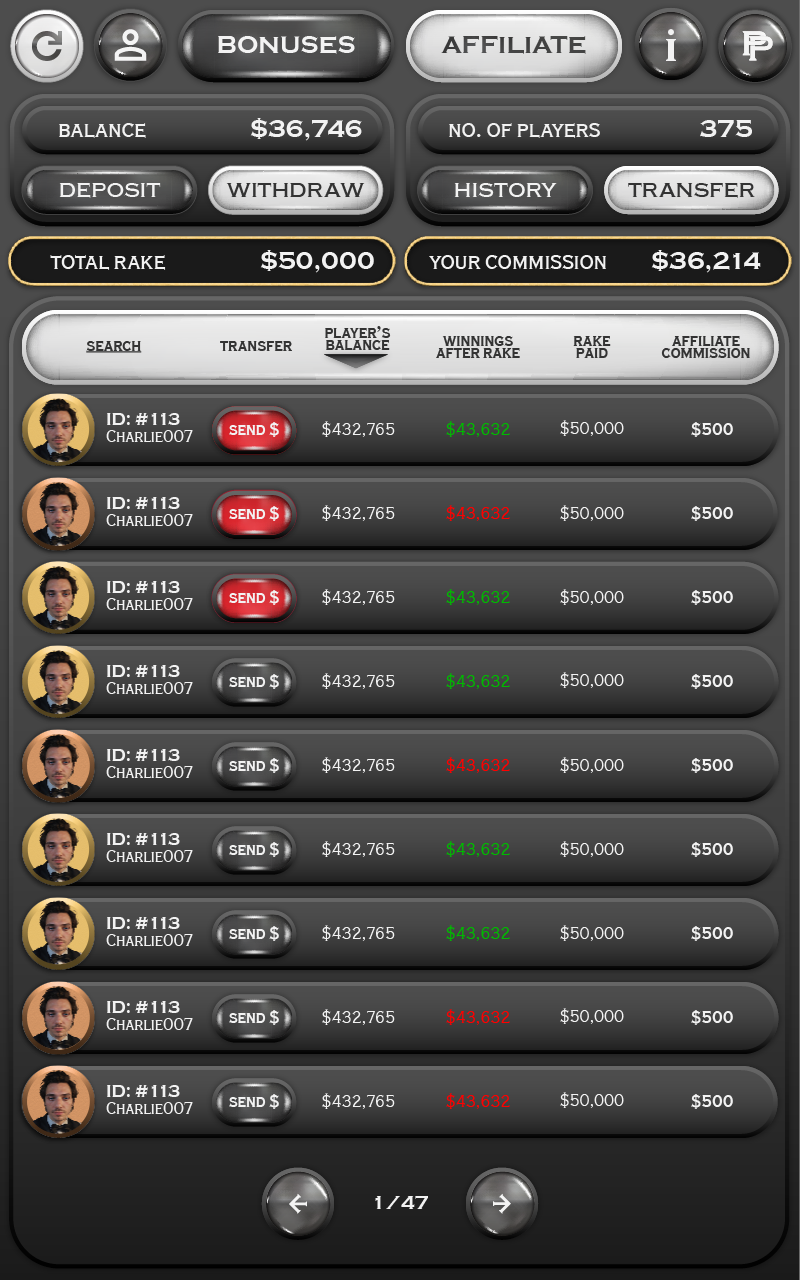 BONUSES
AFFILIATE
i
BALANCE $36,746
NO. OF PLAYERS 375
DEPOSIT WITHDRAW
HISTORY TRANSFER
TOTAL RAKE $50,000
YOUR COMMISSION $36,214
SEARCH
TRANSFER
PLAYER'S
BALANCE
WINNINGS
AFTER RAKE
RAKE
PAID
AFFILIATE
COMMISSION
ID: #113
Charlie007
SEND $ $432,765 $43,632 $50,000 $500
ID: #113
Charlie007
SEND $ $432,765 $43,632 $50,000 $500
ID: #113
Charlie007
SEND $ $432,765 $43,632 $50,000 $500
ID: #113
Charlie007
SEND $ $432,765 $43,632 $50,000 $500
ID: #113
Charlie007
SEND $ $432,765 $43,632 $50,000 $500
ID: #113
Charlie007
SEND $ $432,765 $43,632 $50,000 $500
ID: #113
Charlie007
SEND $ $432,765 $43,632 $50,000 $500
ID: #113
Charlie007
SEND $ $432,765 $43,632 $50,000 $500
ID: #113
Charlie007
SEND $ $432,765 $43,632 $50,000 $500
1/47